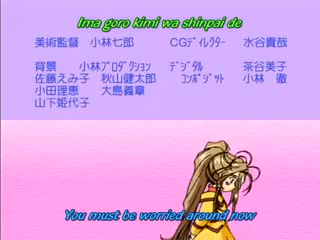 Ima goro kimi wa shinpai de
美術監督　小林七郎　CGﾃﾞｨﾚｸﾀｰ　水谷貴哉
背景　小林ﾌﾟﾛﾀﾞｸｼｮﾝ　ﾃﾞｼﾞﾀﾙ　茶谷美子
佐藤えみ子　秋山健太郎　ｺﾝﾎﾟｼﾞｯﾄ　小林　徹
小田理恵　大島義章
山下姫代子
You must be worried around now